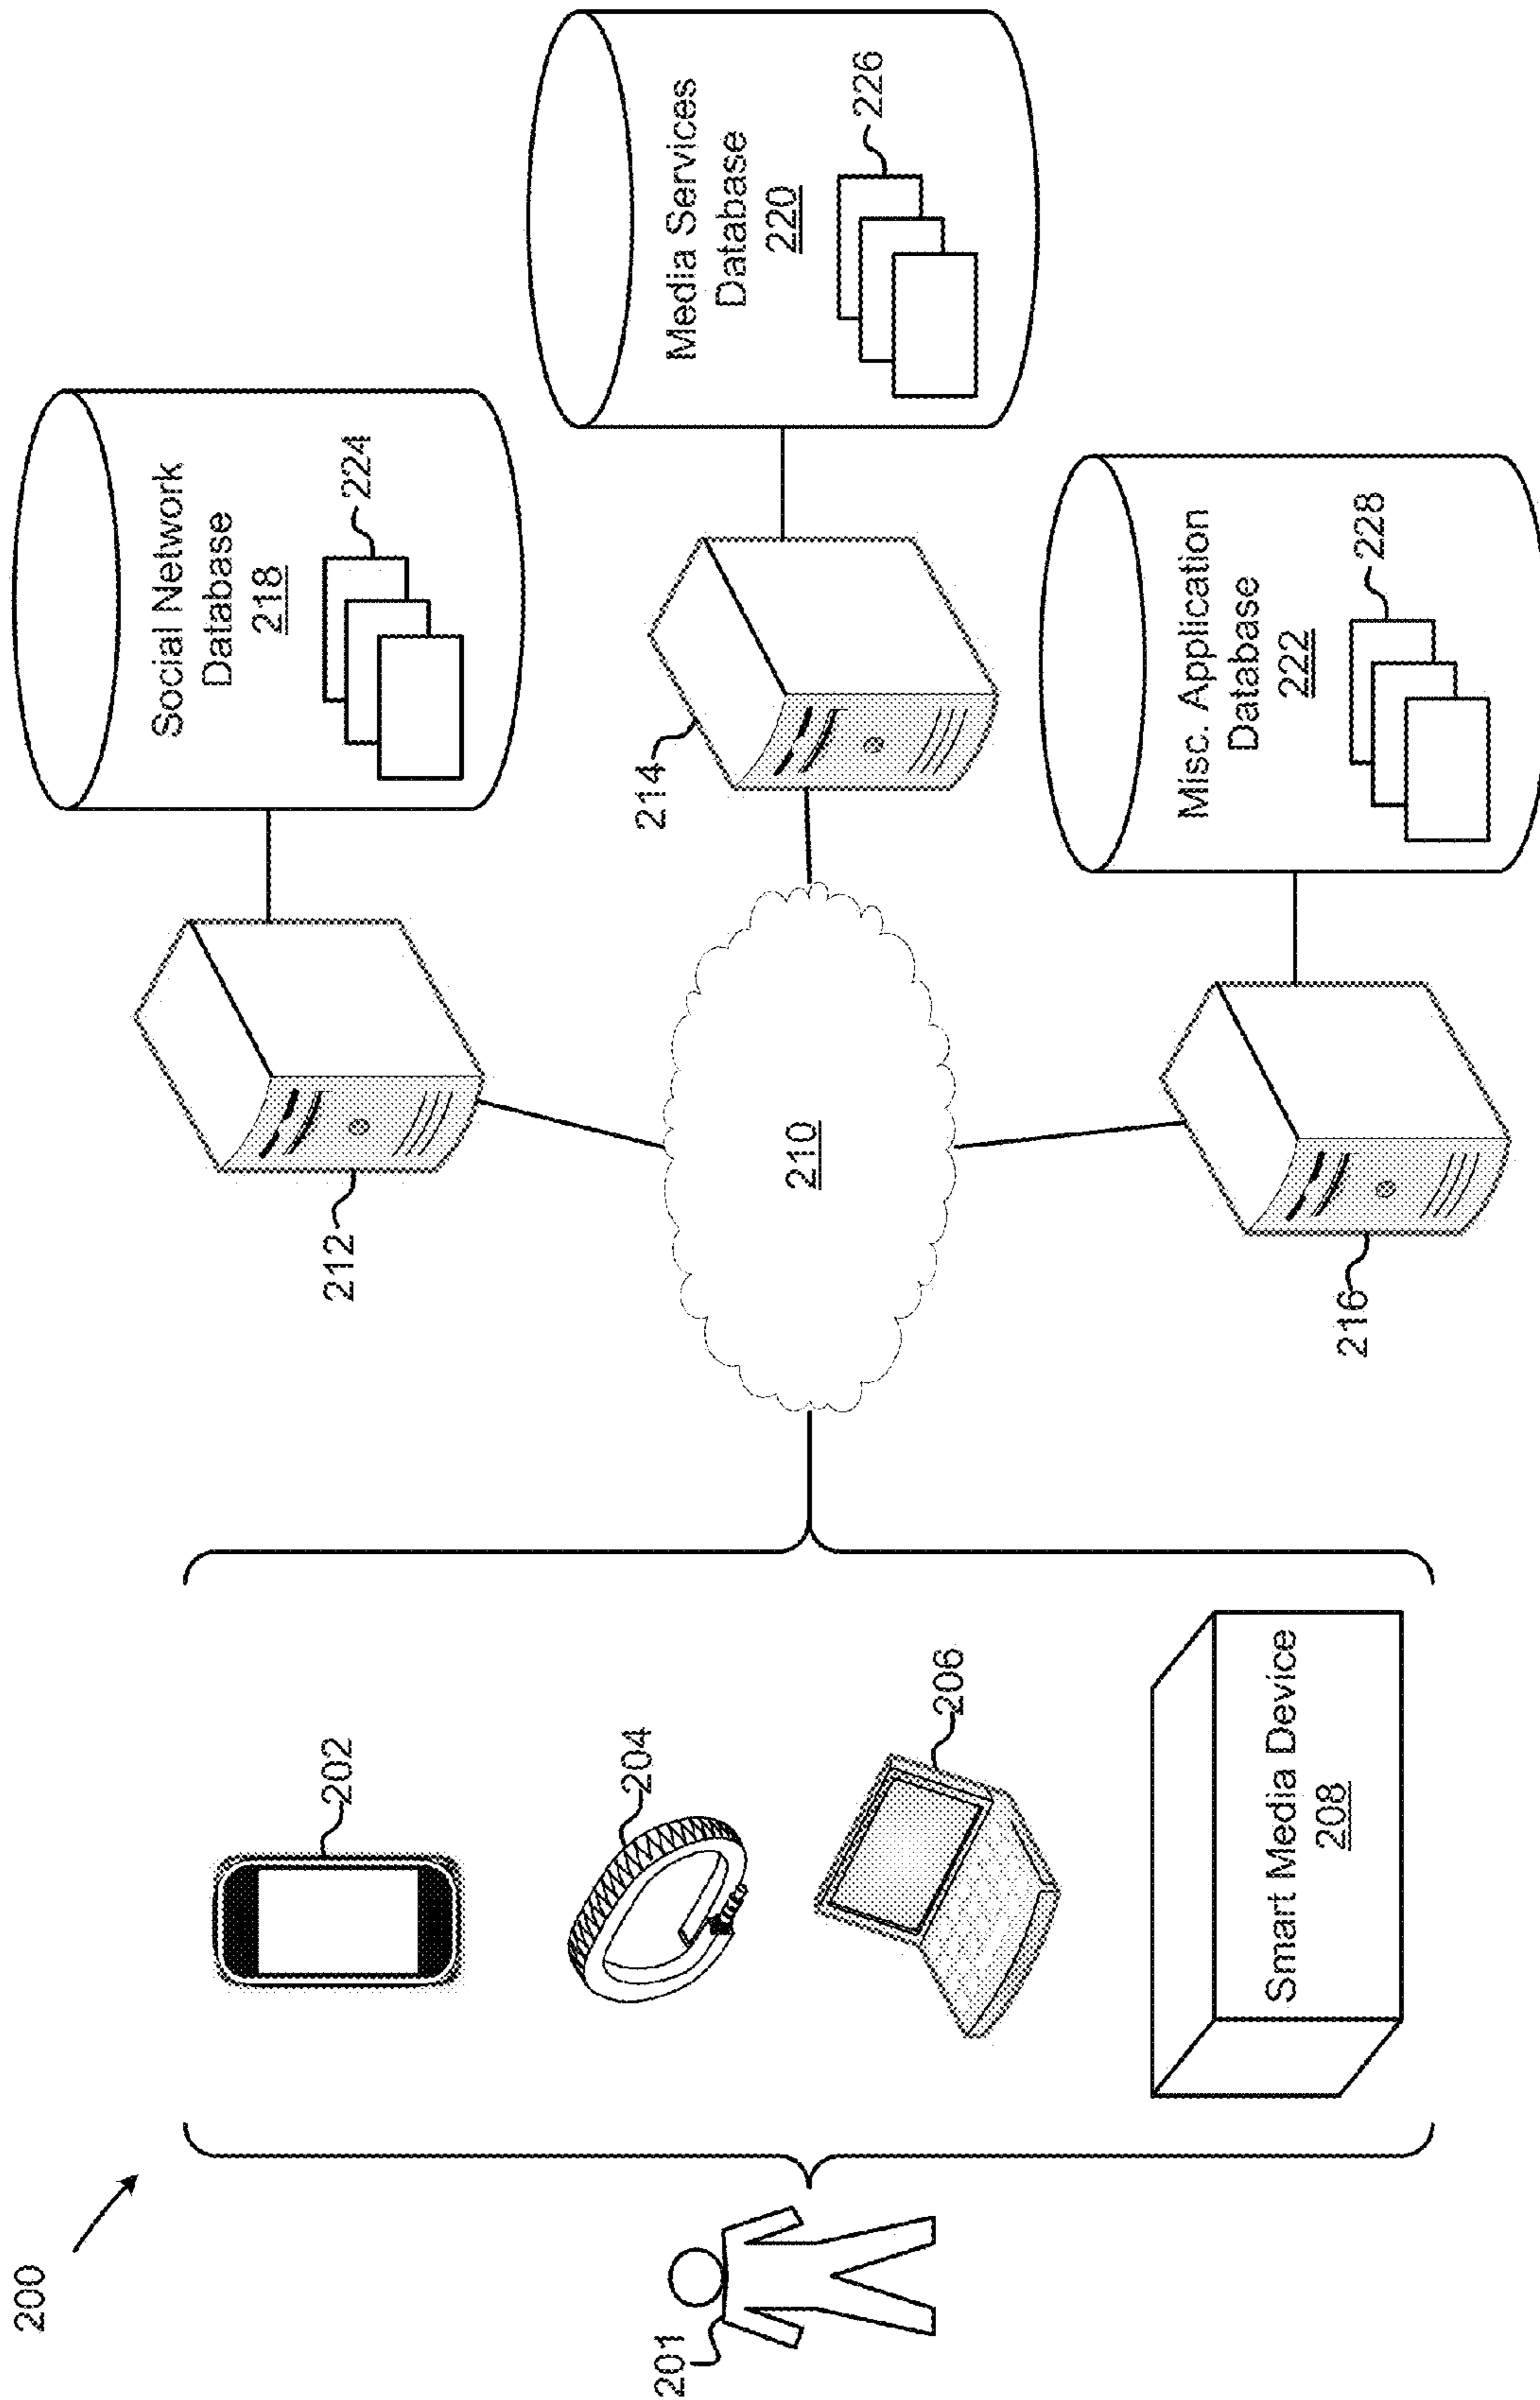 200
201
202
204
206
Smart Media Device
208
210
212
214
216
Social Network
Database
218
224
Media Services
Database
220
226
Misc. Application
Database
222
228